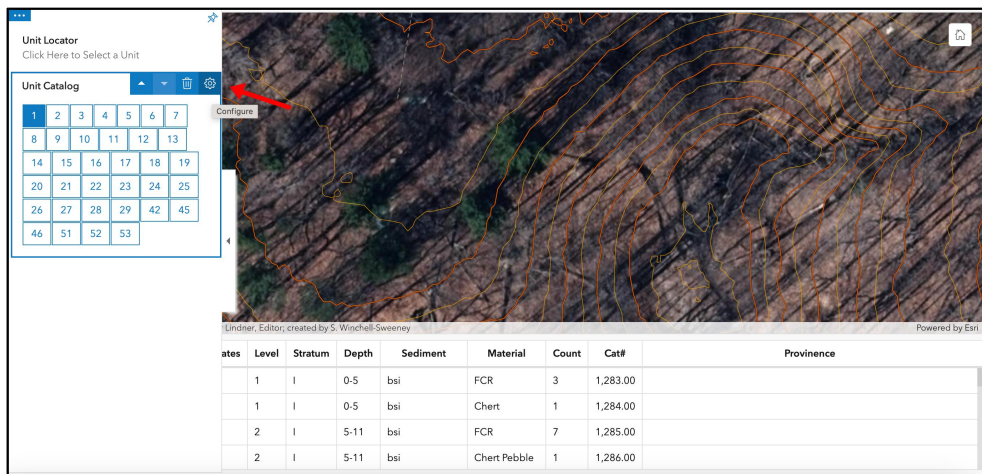 Unit Locator
Click Here to Select a Unit
Unit Catalog
Configure
1 2 3 4 5 6 7
8 9 10 11 12 13
14 15 16 17 18 19
20 21 22 23 24 25
26 27 28 29 42 45
46 51 52 53
Lindner, Editor; created by S. Winchell-Sweeney
Powered by Esri
ates Level Stratum Depth Sediment Material Count Cat# Provinence
1 I 0-5 bsi FCR 3 1,283.00
1 I 0-5 bsi Chert 1 1,284.00
2 I 5-11 bsi FCR 7 1,285.00
2 I 5-11 bsi Chert Pebble 1 1,286.00